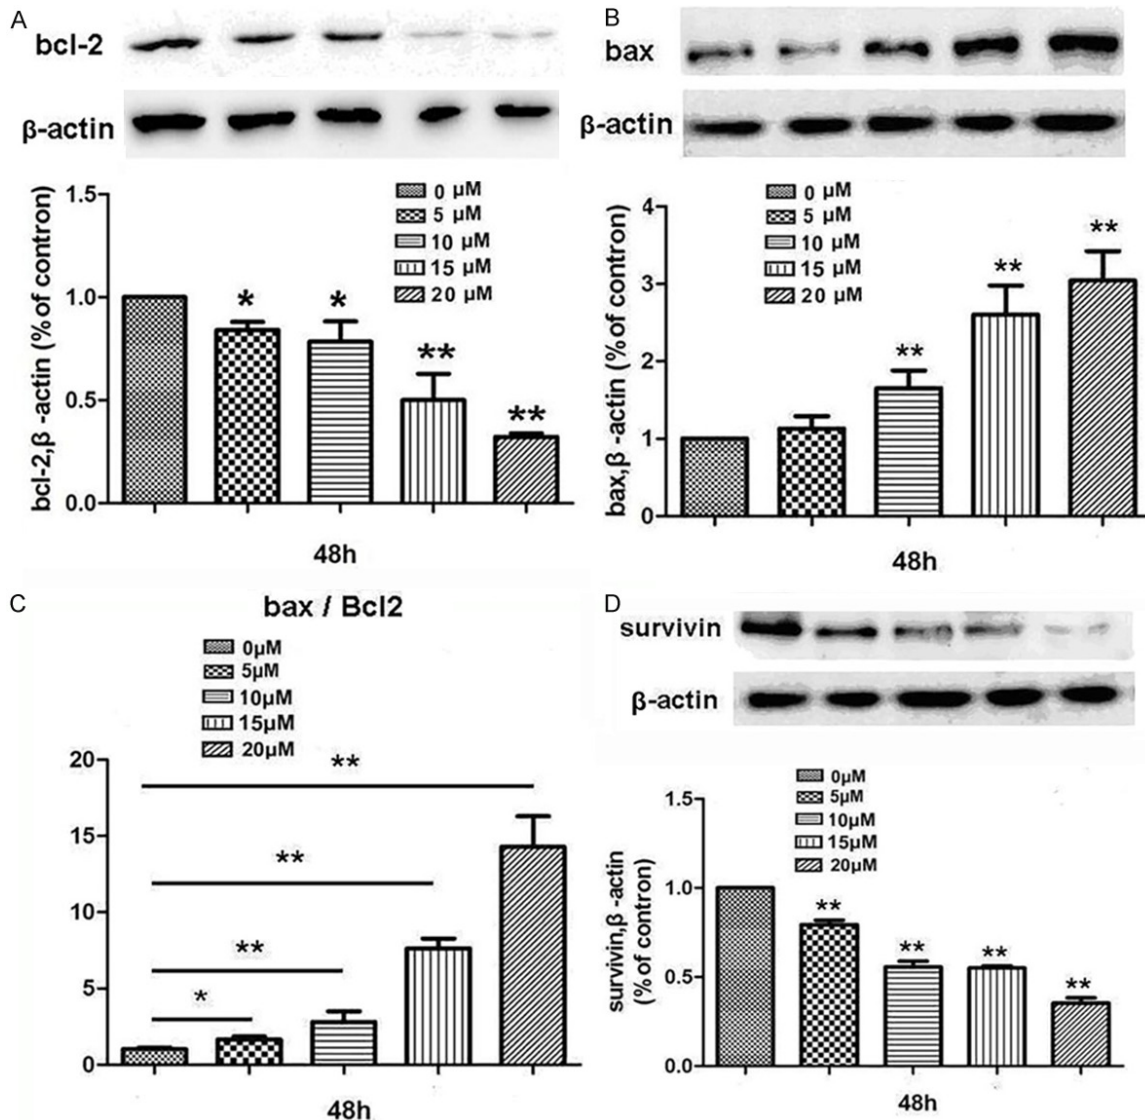 A
bcl-2
β-actin
bcl-2,β -actin (% of contron)
1.5
1.0
0.5
0.0
0 µM
5 µM
10 µM
15 µM
20 µM
*
*
**
**
48h
B
bax
β-actin
bax,β -actin (% of contron)
4
3
2
1
0
0 µM
5 µM
10 µM
15 µM
20 µM
**
**
**
48h
C
bax / Bcl2
0µM
5µM
10µM
15µM
20µM
20
15
10
5
0
**
**
**
*
48h
D
survivin
β-actin
survivin,β -actin
(% of contron)
1.5
1.0
0.5
0.0
0µM
5µM
10µM
15µM
20µM
**
**
**
**
48h